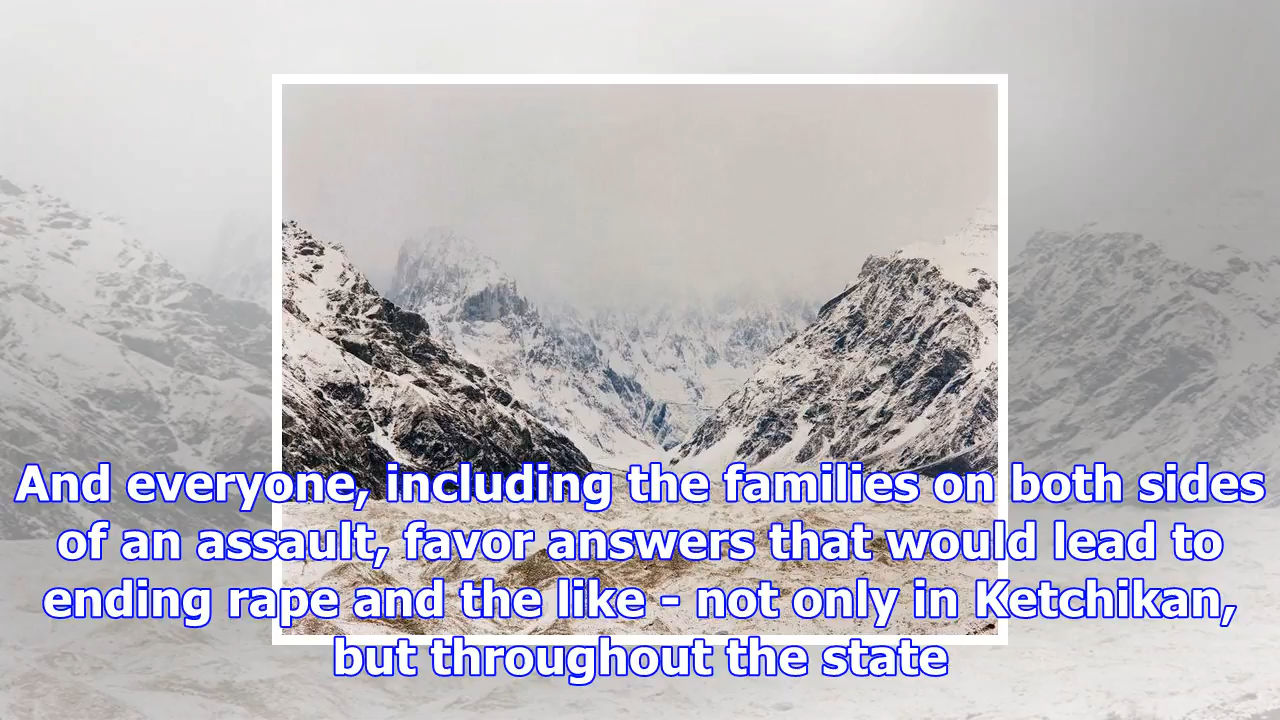 And everyone, including the families on both sides
of an assault, favor answers that would lead to
ending rape and the like - not only in Ketchikan,
but throughout the state